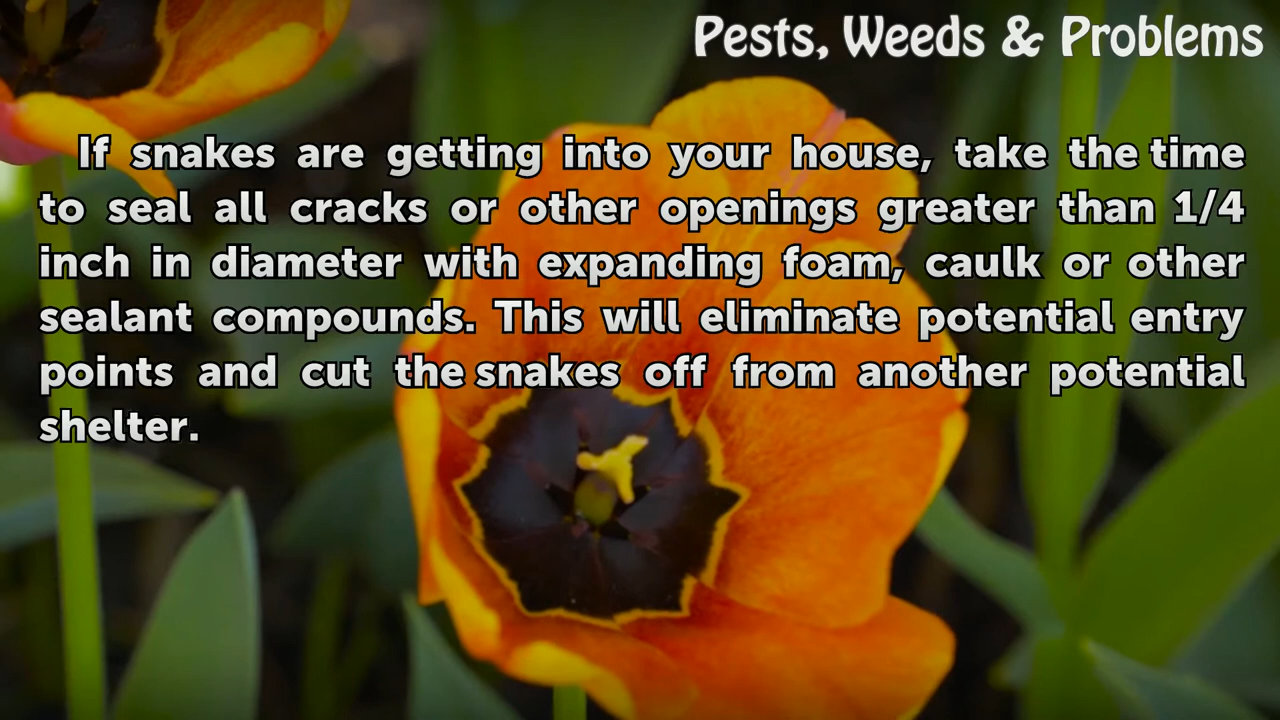 Pests, Weeds & Problems
If snakes are getting into your house, take the time
to seal all cracks or other openings greater than 1/4
inch in diameter with expanding foam, caulk or other
sealant compounds. This will eliminate potential entry
points and cut the snakes off from another potential
shelter.